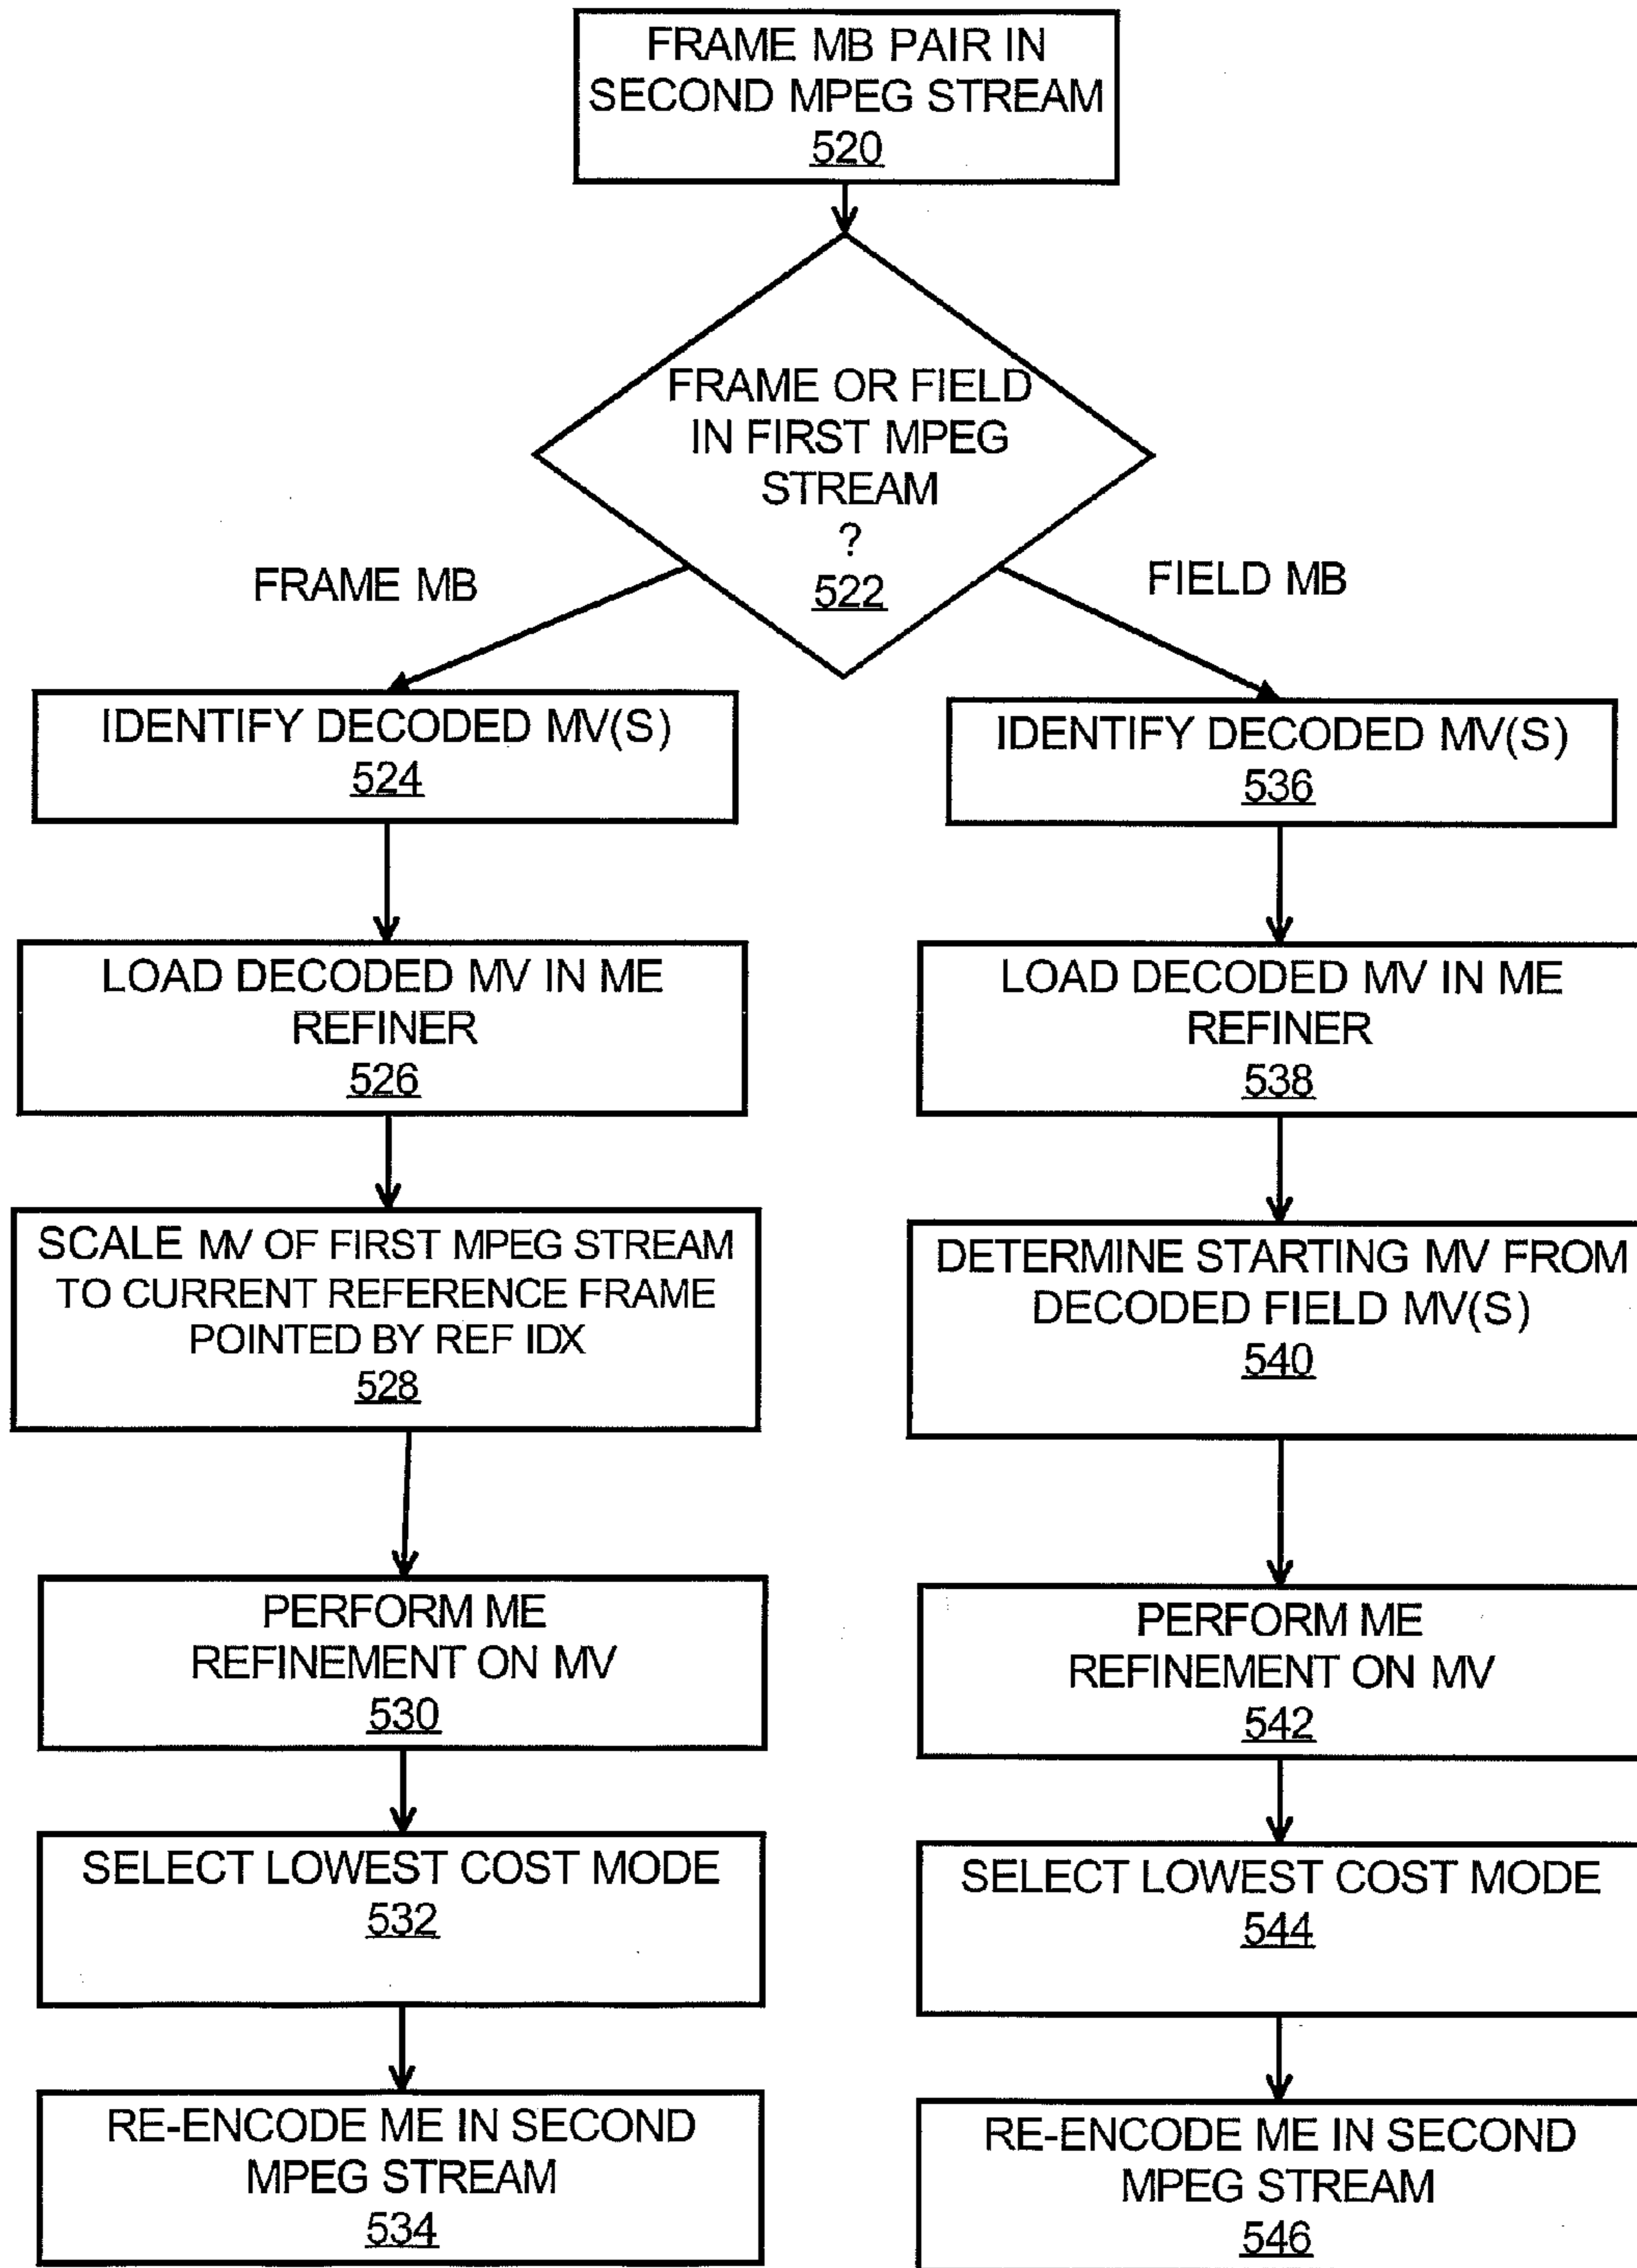 FRAME MB PAIR IN
SECOND MPEG STREAM
520
FRAME OR FIELD
IN FIRST MPEG
STREAM
?
522
FRAME MB
FIELD MB
IDENTIFY DECODED MV(S)
524
LOAD DECODED MV IN ME
REFINER
526
SCALE MV OF FIRST MPEG STREAM
TO CURRENT REFERENCE FRAME
POINTED BY REF IDX
528
PERFORM ME
REFINEMENT ON MV
530
SELECT LOWEST COST MODE
532
RE-ENCODE ME IN SECOND
MPEG STREAM
534
IDENTIFY DECODED MV(S)
536
LOAD DECODED MV IN ME
REFINER
538
DETERMINE STARTING MV FROM
DECODED FIELD MV(S)
540
PERFORM ME
REFINEMENT ON MV
542
SELECT LOWEST COST MODE
544
RE-ENCODE ME IN SECOND
MPEG STREAM
546